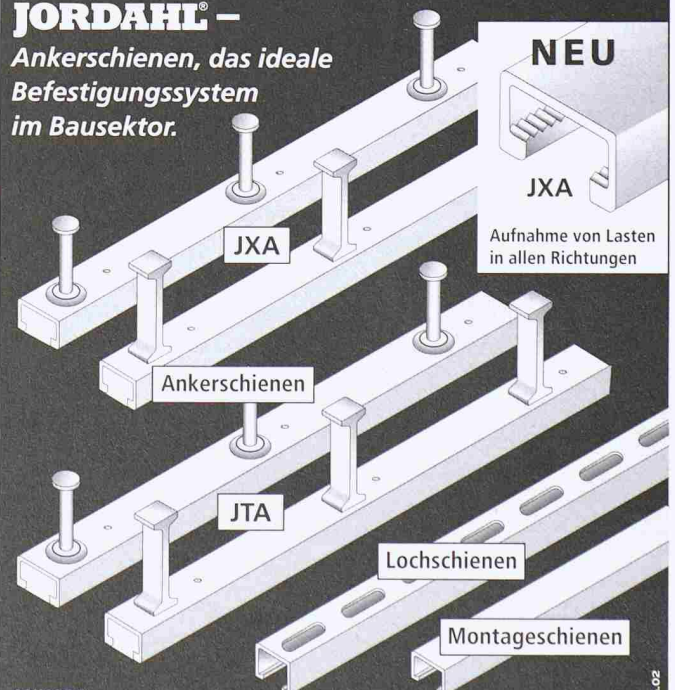 JORDAHL® –
Ankerschienen, das ideale
Befestigungssystem
im Bausektor.
NEU
JXA
Aufnahme von Lasten
in allen Richtungen
JXA
Ankerschienen
JTA
Lochschienen
Montageschienen